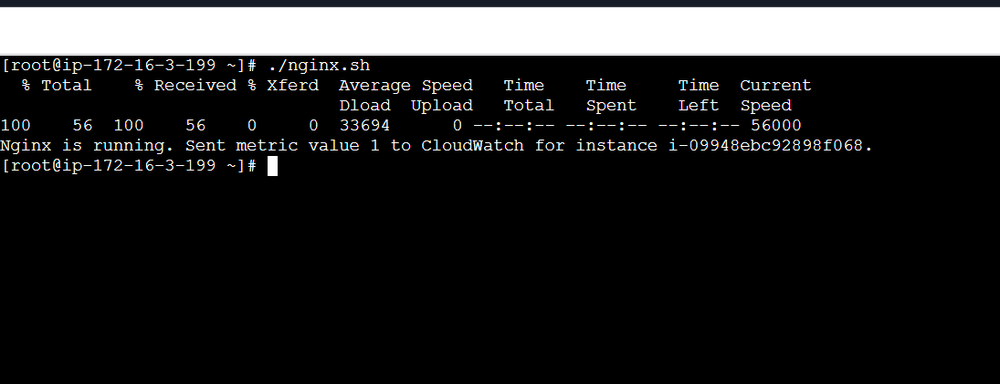 [root@ip-172-16-3-199 ~]# ./nginx.sh
  % Total    % Received % Xferd  Average Speed   Time    Time     Time  Current
                                 Dload  Upload   Total   Spent    Left  Speed
100    56  100    56    0     0  33694      0 --:--:-- --:--:-- --:--:-- 56000
Nginx is running. Sent metric value 1 to CloudWatch for instance i-09948ebc92898f068.
[root@ip-172-16-3-199 ~]#